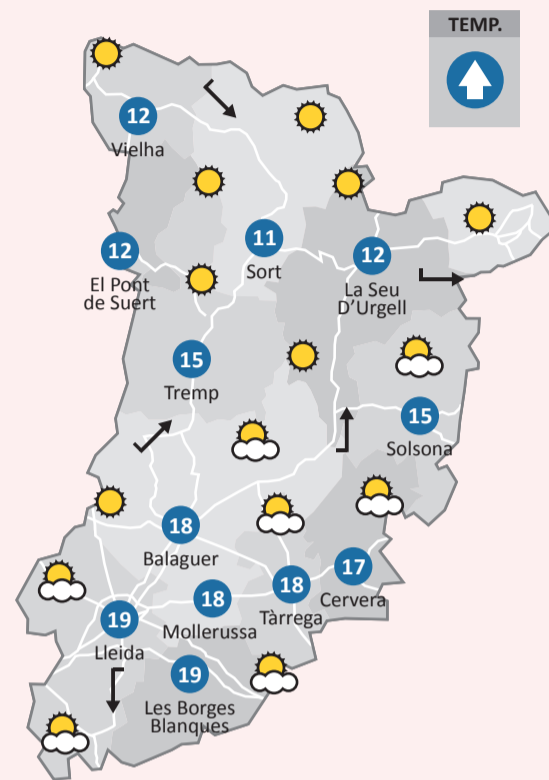 TEMP.
12
Vielha
12
El Pont
de Suert
11
Sort
12
La Seu
D’Urgell
15
Tremp
15
Solsona
18
Balaguer
17
Cervera
18
Tàrrega
18
Mollerussa
19
Lleida
19
Les Borges
Blanques